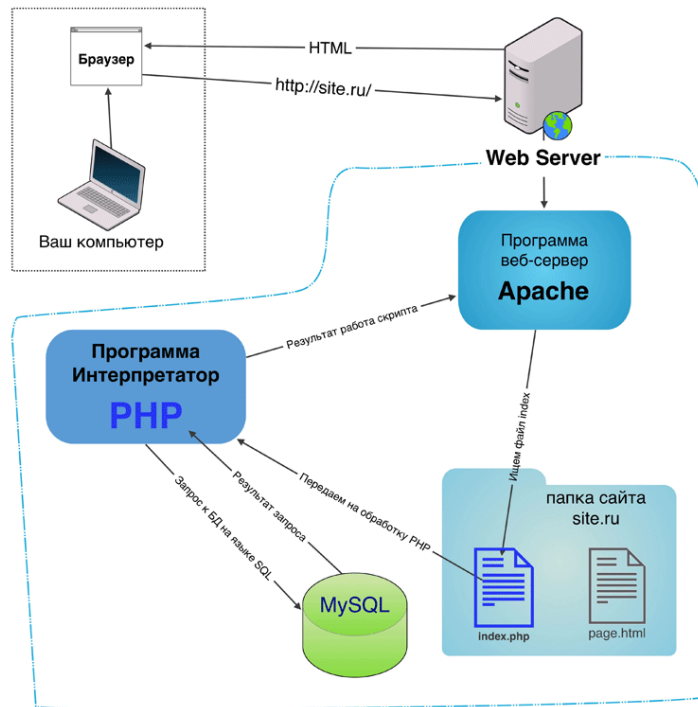 HTML
Браузер
http://site.ru/
Web Server
Ваш компьютер
Программа
веб-сервер
Apache
Результат работа скрипта
Программа
Интерпретатор
PHP
Ищем файл index
Передаем на обработку PHP
Результат запроса
Запрос к БД на языке SQL
папка сайта
site.ru
MySQL
index.php
page.html